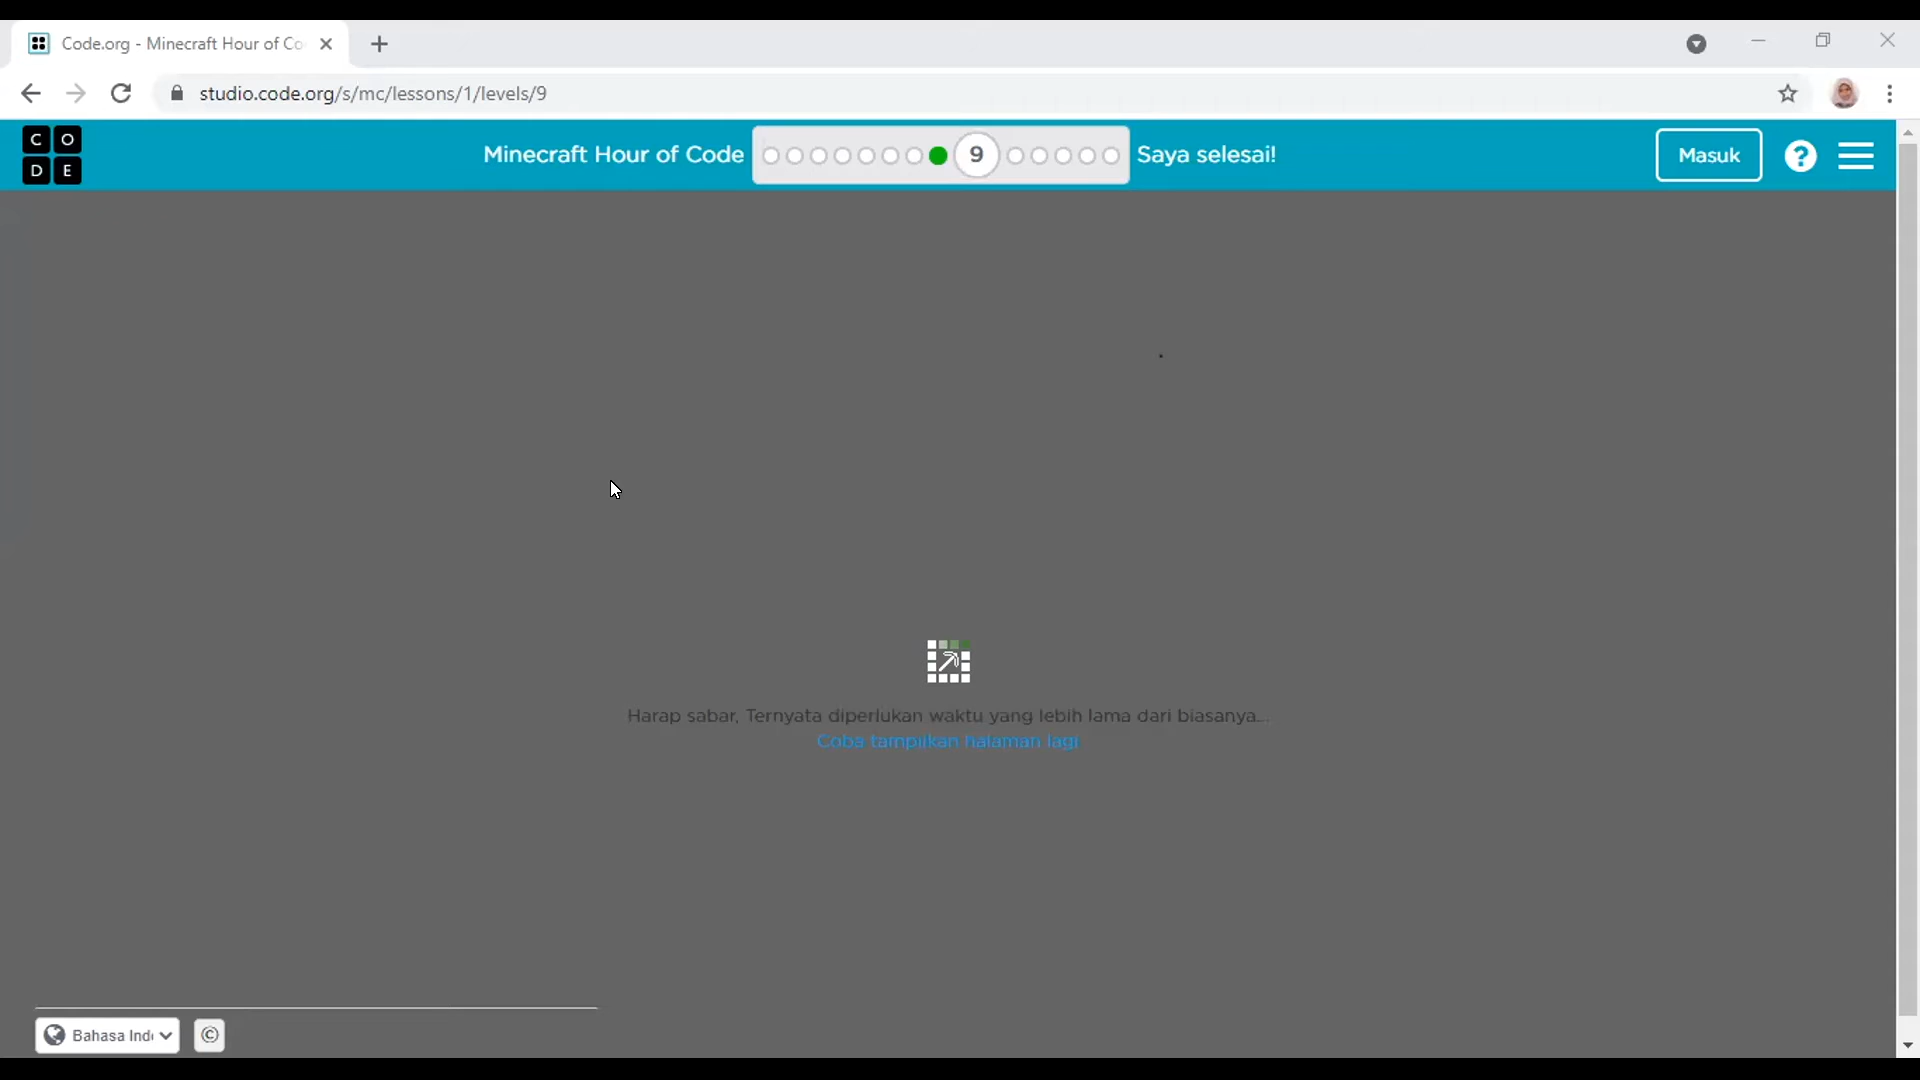 Code.org - Minecraft Hour of Co
studio.code.org/s/mc/lessons/1/levels/9
C O
D E
Minecraft Hour of Code
9
Saya selesai!
Masuk
?
Harap sabar, Ternyata diperlukan waktu yang lebih lama dari biasanya...
Coba tampilkan halaman lagi
Bahasa Ind
©